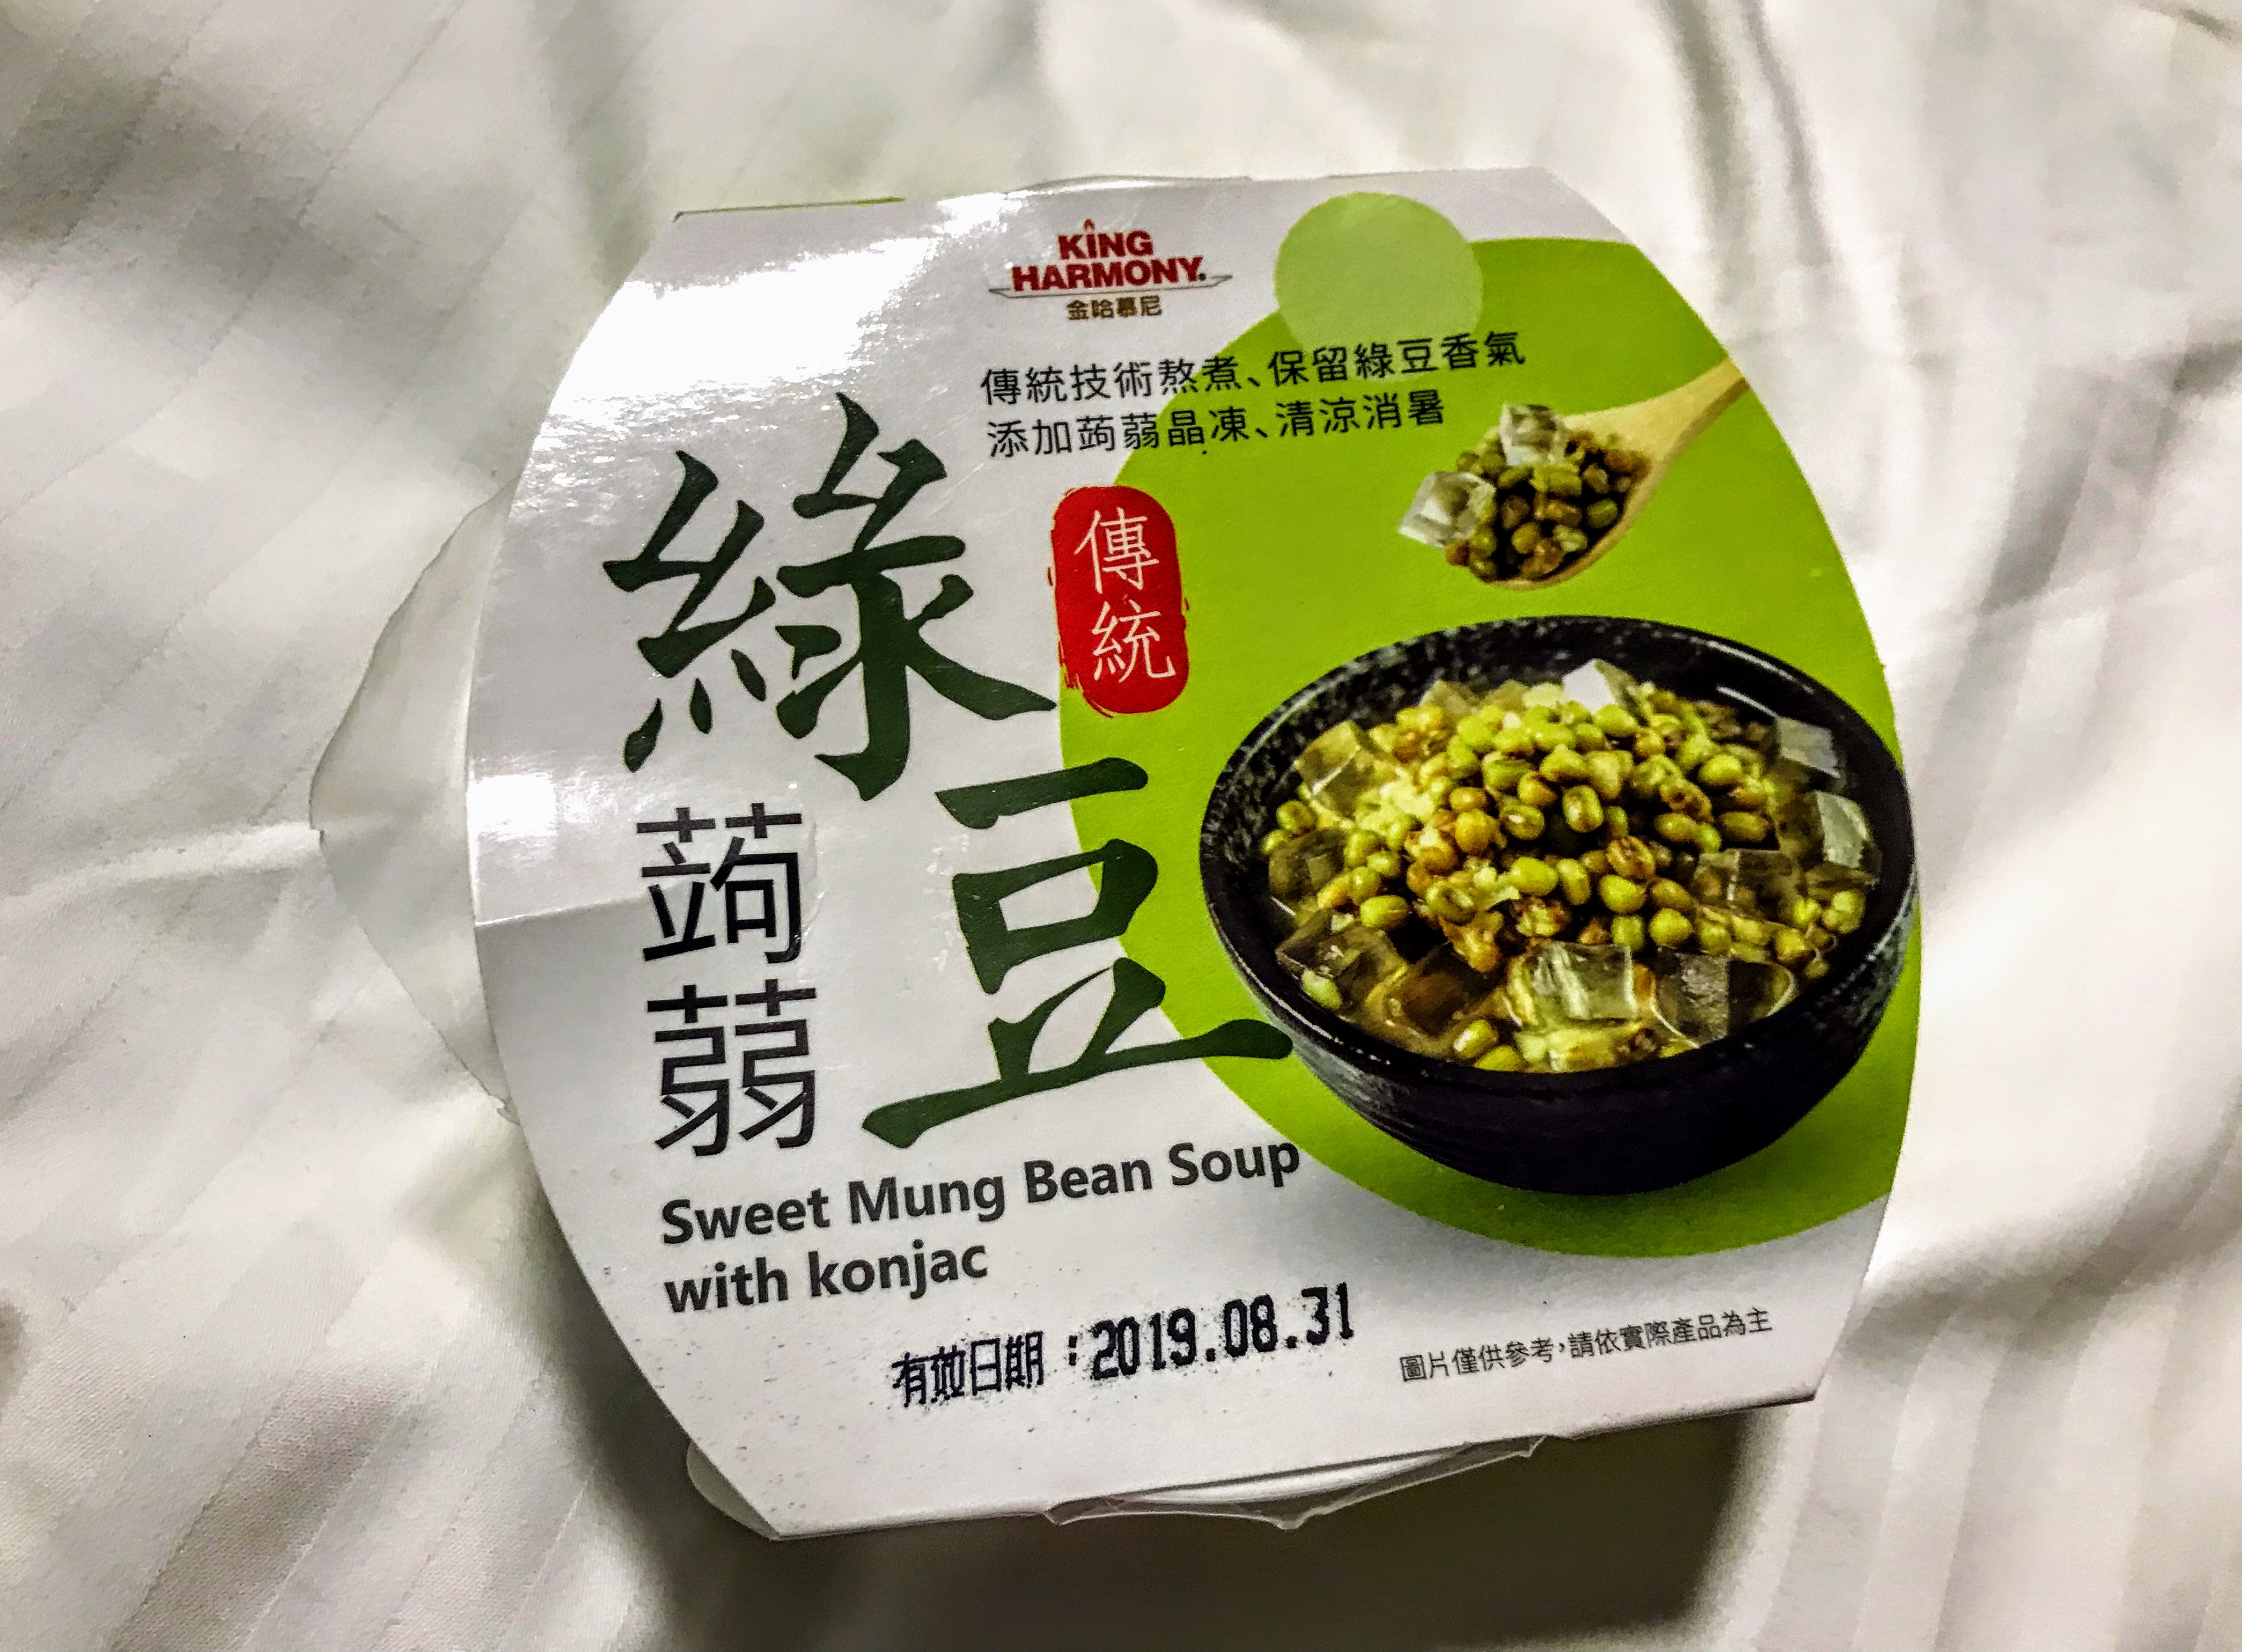 KING
HARMONY.
金哈慕尼
傳統技術熬煮、保留綠豆香氣
添加蒟蒻晶凍、清涼消暑
傳統
綠豆
蒟蒻
Sweet Mung Bean Soup
with konjac
有效日期：2019.08.31
圖片僅供參考，請依實際產品為主